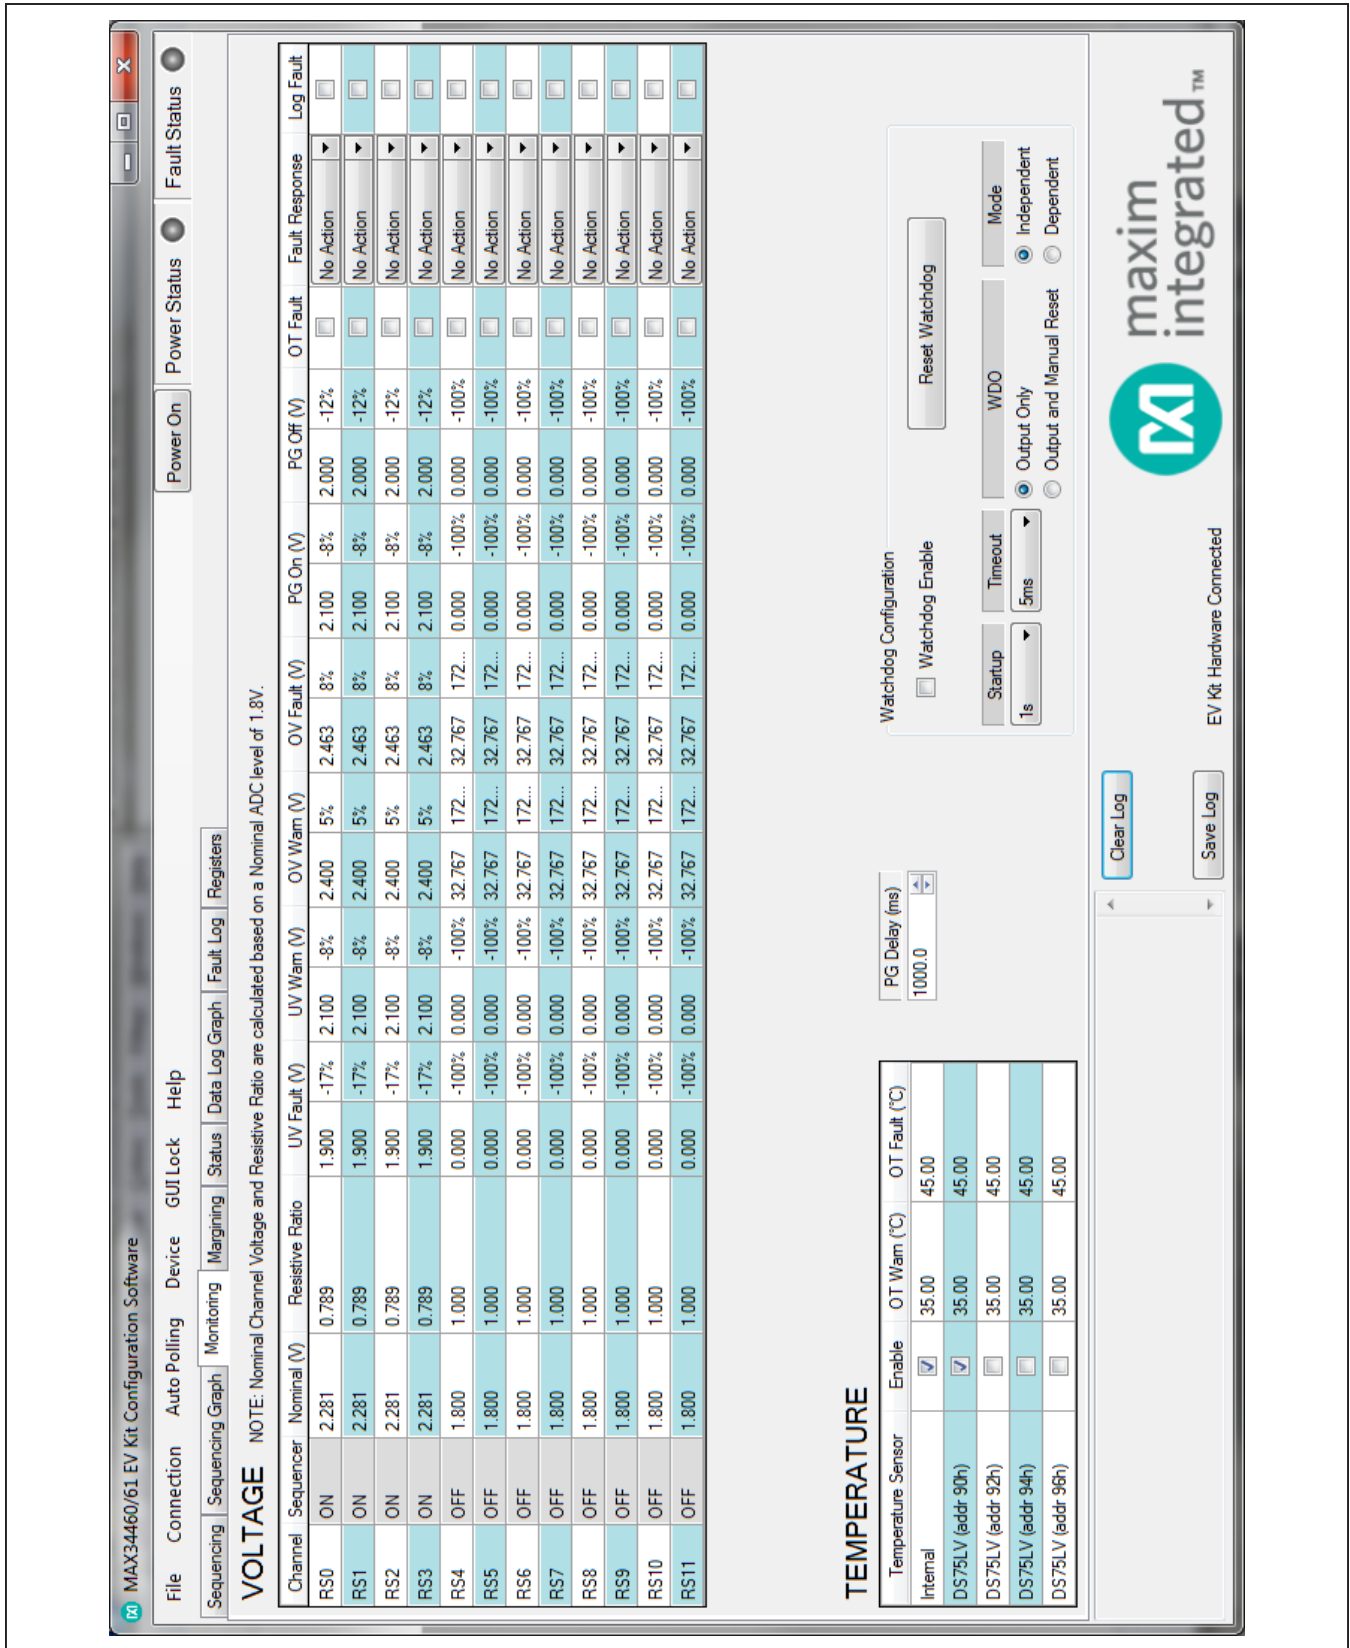 MAX34460/61 EV Kit Configuration Software
File Connection Auto Polling Device GUI Lock Help
Power On Power Status Fault Status
Sequencing Sequencing Graph Monitoring Margining Status Data Log Graph Fault Log Registers
VOLTAGE NOTE: Nominal Channel Voltage and Resistive Ratio are calculated based on a Nominal ADC level of 1.8V.
Channel Sequencer Nominal (V) Resistive Ratio UV Fault (V) UV Warn (V) OV Warn (V) OV Fault (V) PG On (V) PG Off (V) OT Fault Fault Response Log Fault
RS0 ON 2.281 0.789 1.900 -17% 2.100 -8% 2.400 5% 2.463 8% 2.100 -8% 2.000 -12% No Action
RS1 ON 2.281 0.789 1.900 -17% 2.100 -8% 2.400 5% 2.463 8% 2.100 -8% 2.000 -12% No Action
RS2 ON 2.281 0.789 1.900 -17% 2.100 -8% 2.400 5% 2.463 8% 2.100 -8% 2.000 -12% No Action
RS3 ON 2.281 0.789 1.900 -17% 2.100 -8% 2.400 5% 2.463 8% 2.100 -8% 2.000 -12% No Action
RS4 OFF 1.800 1.000 0.000 -100% 0.000 -100% 32.767 172... 32.767 172... 0.000 -100% 0.000 -100% No Action
RS5 OFF 1.800 1.000 0.000 -100% 0.000 -100% 32.767 172... 32.767 172... 0.000 -100% 0.000 -100% No Action
RS6 OFF 1.800 1.000 0.000 -100% 0.000 -100% 32.767 172... 32.767 172... 0.000 -100% 0.000 -100% No Action
RS7 OFF 1.800 1.000 0.000 -100% 0.000 -100% 32.767 172... 32.767 172... 0.000 -100% 0.000 -100% No Action
RS8 OFF 1.800 1.000 0.000 -100% 0.000 -100% 32.767 172... 32.767 172... 0.000 -100% 0.000 -100% No Action
RS9 OFF 1.800 1.000 0.000 -100% 0.000 -100% 32.767 172... 32.767 172... 0.000 -100% 0.000 -100% No Action
RS10 OFF 1.800 1.000 0.000 -100% 0.000 -100% 32.767 172... 32.767 172... 0.000 -100% 0.000 -100% No Action
RS11 OFF 1.800 1.000 0.000 -100% 0.000 -100% 32.767 172... 32.767 172... 0.000 -100% 0.000 -100% No Action
TEMPERATURE
Temperature Sensor Enable OT Warn (°C) OT Fault (°C)
Internal 35.00 45.00
DS75LV (addr 90h) 35.00 45.00
DS75LV (addr 92h) 35.00 45.00
DS75LV (addr 94h) 35.00 45.00
DS75LV (addr 96h) 35.00 45.00
PG Delay (ms)
1000.0
Watchdog Configuration
Watchdog Enable Reset Watchdog
Startup Timeout WDO Mode
1s 5ms Output Only Independent
Output and Manual Reset Dependent
Clear Log
Save Log
EV Kit Hardware Connected
maxim
integrated™